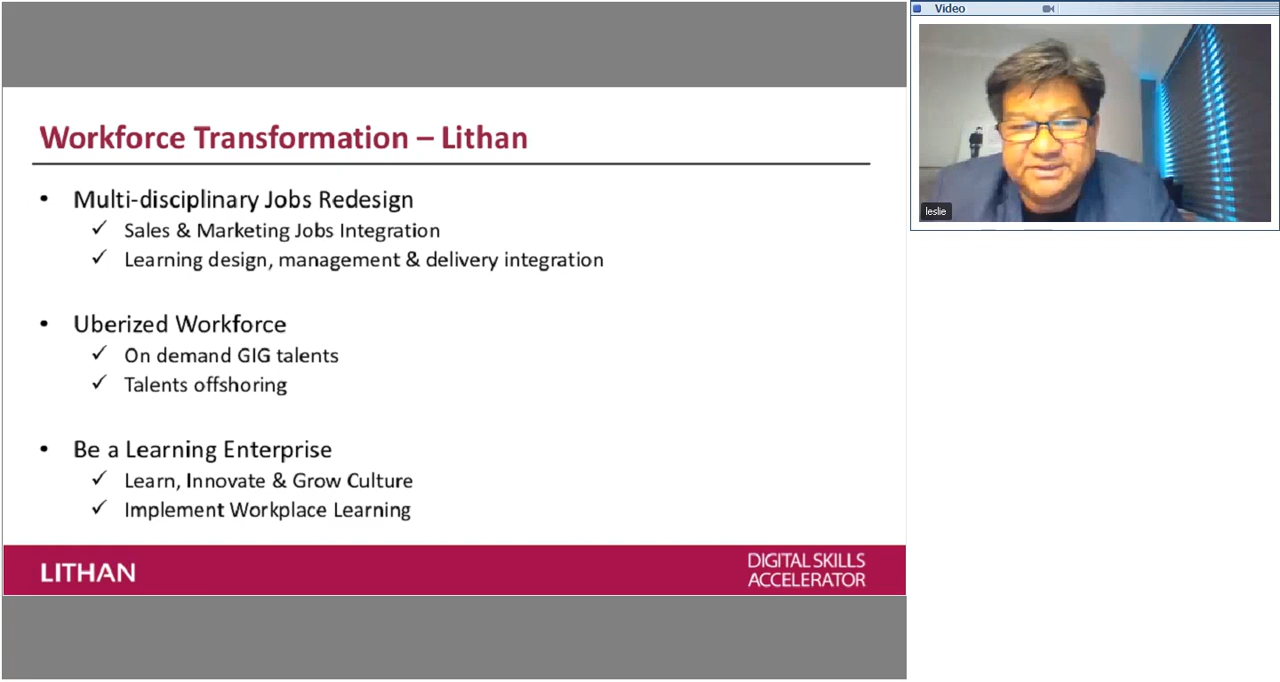 Workforce Transformation – Lithan
• Multi-disciplinary Jobs Redesign
✓ Sales & Marketing Jobs Integration
✓ Learning design, management & delivery integration
• Uberized Workforce
✓ On demand GIG talents
✓ Talents offshoring
• Be a Learning Enterprise
✓ Learn, Innovate & Grow Culture
✓ Implement Workplace Learning
LITHAN
DIGITAL SKILLS
ACCELERATOR
Video
leslie